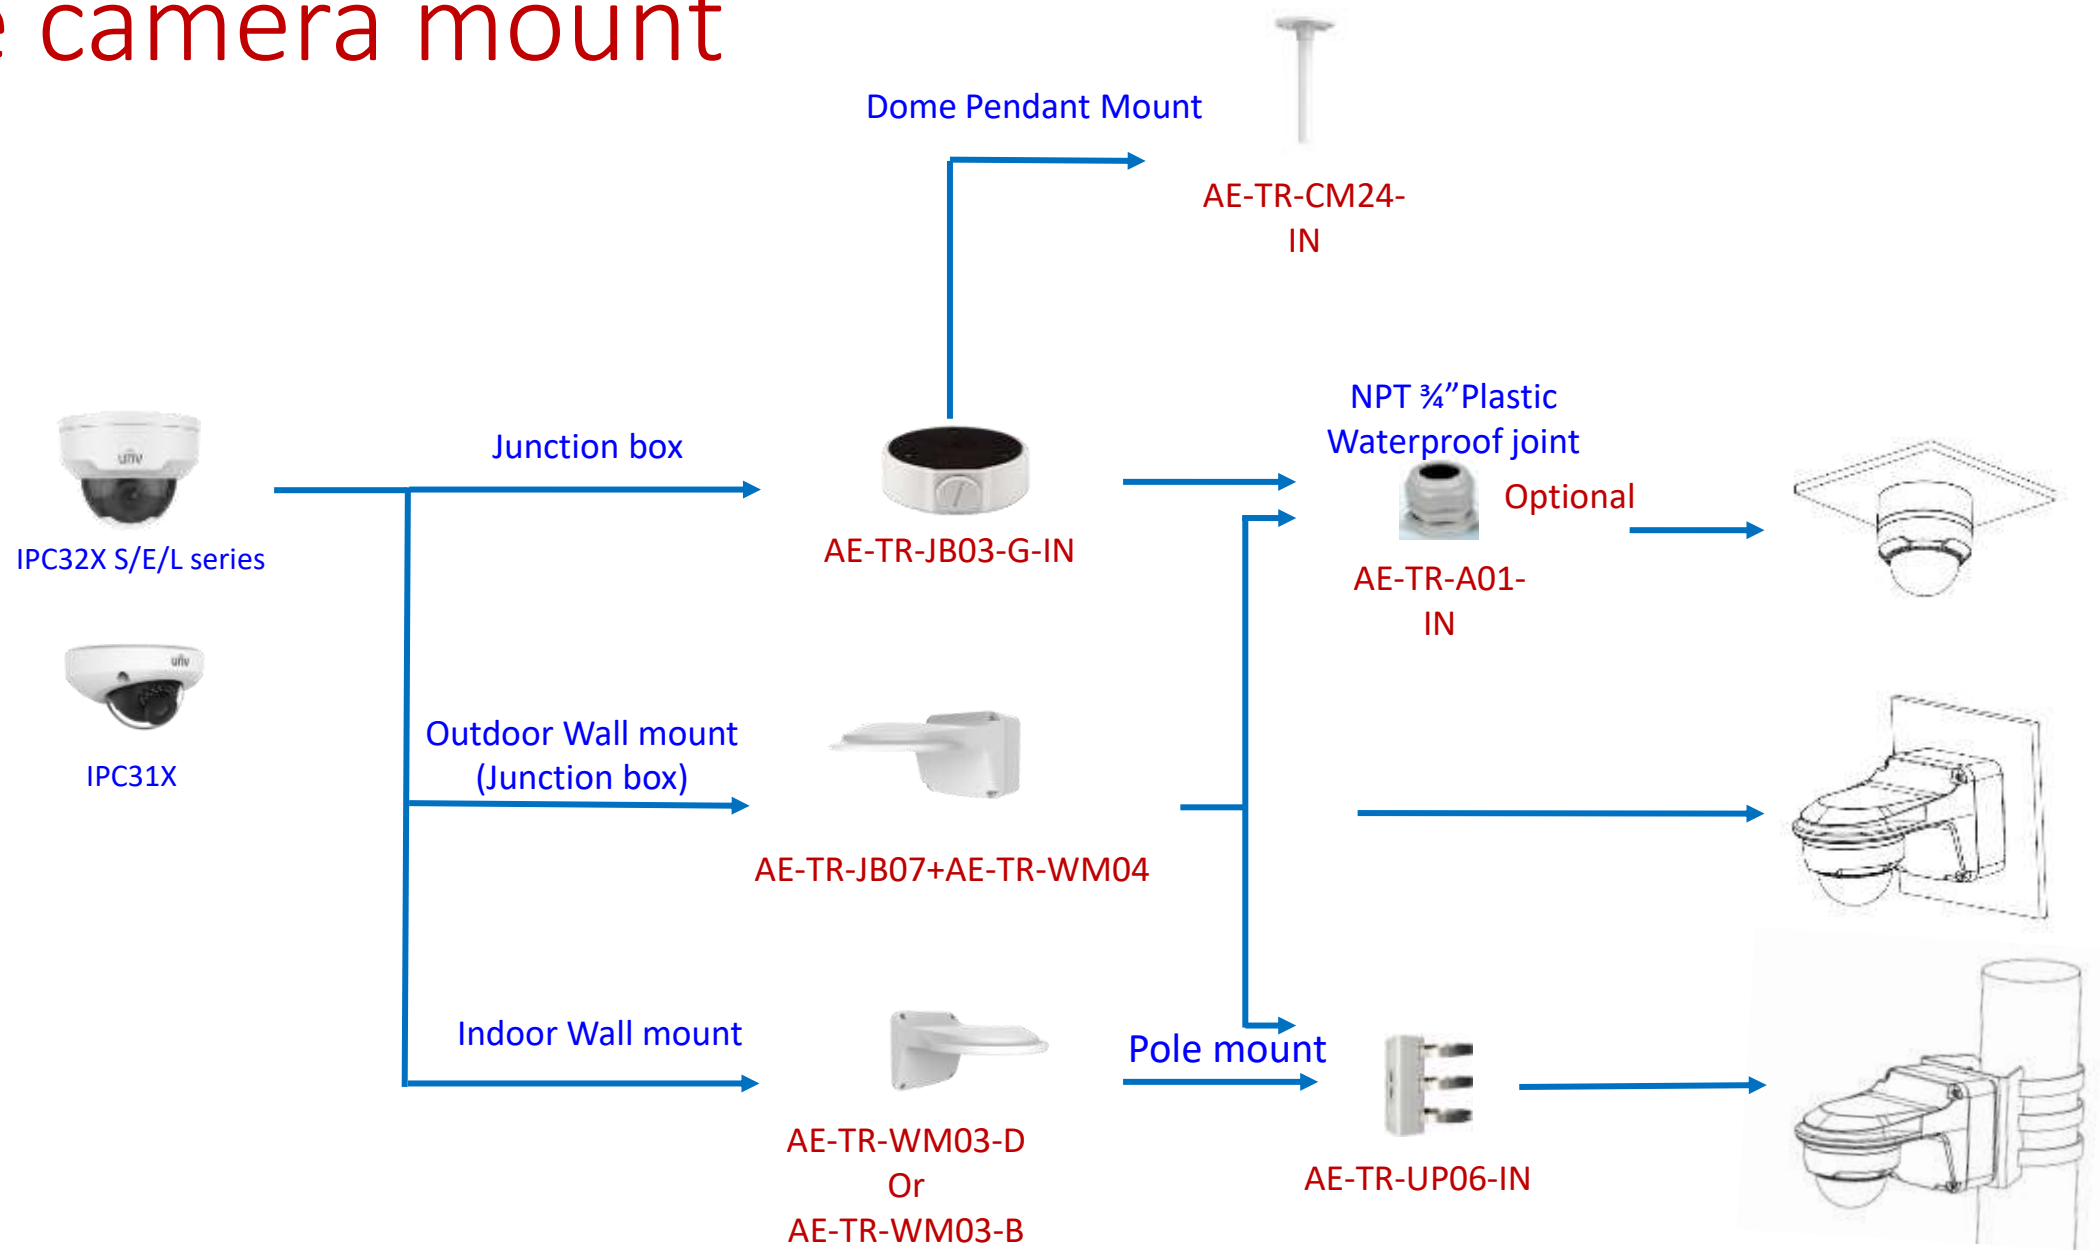 e camera mount
Dome Pendant Mount
AE-TR-CM24-
IN
NPT ¾”Plastic
Waterproof joint
Junction box
Optional
unv
IPC32X S/E/L series
AE-TR-JB03-G-IN
AE-TR-A01-
IN
unv
IPC31X
Outdoor Wall mount
(Junction box)
AE-TR-JB07+AE-TR-WM04
Indoor Wall mount
Pole mount
AE-TR-WM03-D
Or
AE-TR-WM03-B
AE-TR-UP06-IN